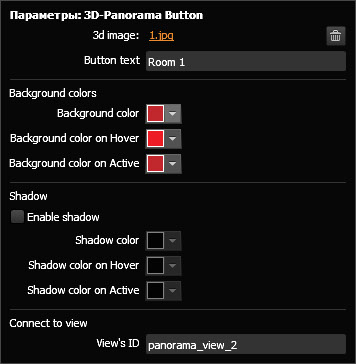 Параметры: 3D-Panorama Button
3d image: 1.jpg
Button text Room 1
Background colors
Background color
Background color on Hover
Background color on Active
Shadow
Enable shadow
Shadow color
Shadow color on Hover
Shadow color on Active
Connect to view
View's ID panorama_view_2